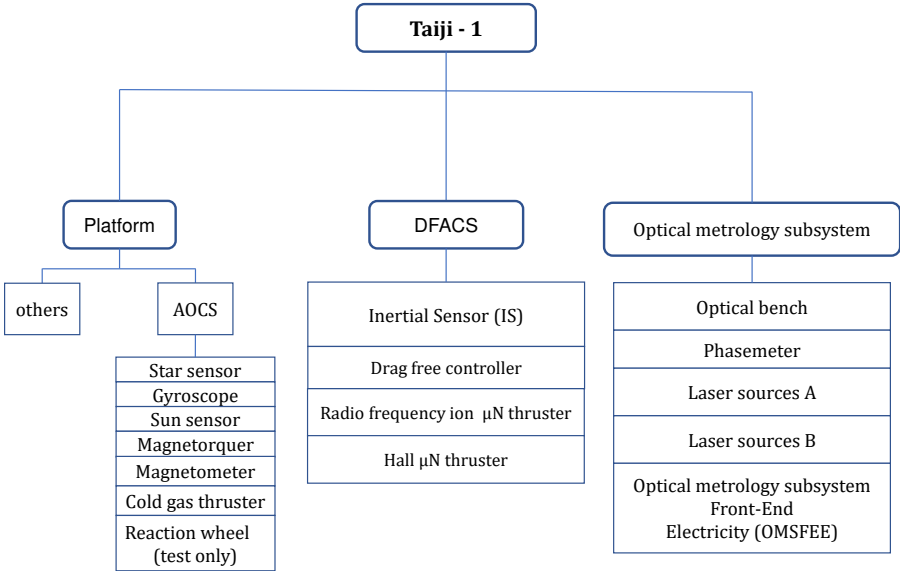 Taiji - 1
Platform
DFACS
Optical metrology subsystem
others
AOCS
Star sensor
Gyroscope
Sun sensor
Magnetorquer
Magnetometer
Cold gas thruster
Reaction wheel
(test only)
Inertial Sensor (IS)
Drag free controller
Radio frequency ion μN thruster
Hall μN thruster
Optical bench
Phasemeter
Laser sources A
Laser sources B
Optical metrology subsystem
Front-End
Electricity (OMSFEE)